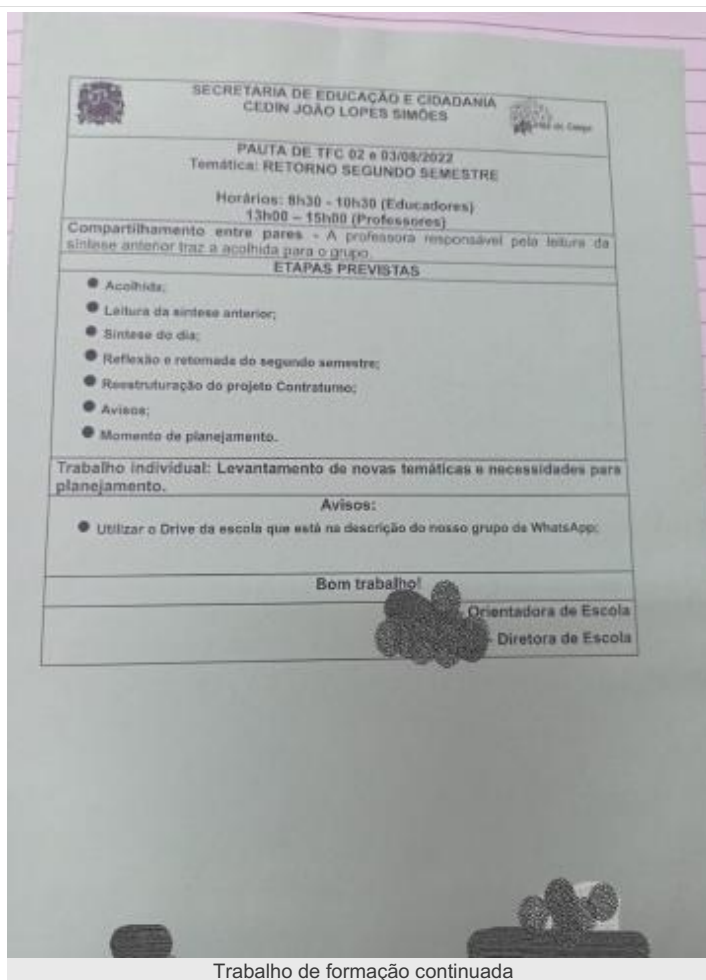 SECRETARIA DE EDUCAÇÃO E CIDADANIA
CEDIN JOÃO LOPES SIMÕES
PAUTA DE TFC 02 e 03/08/2022
Temática: RETORNO SEGUNDO SEMESTRE
Horários: 8h30 - 10h30 (Educadores)
13h00 – 15h00 (Professores)
Compartilhamento entre pares - A professora responsável pela leitura da
síntese anterior traz a acolhida para o grupo.
ETAPAS PREVISTAS
● Acolhida;
● Leitura da síntese anterior;
● Síntese do dia;
● Reflexão e retomada do segundo semestre;
● Reestruturação do projeto Contraturno;
● Avisos;
● Momento de planejamento.
Trabalho individual: Levantamento de novas temáticas e necessidades para
planejamento.
Avisos:
● Utilizar o Drive da escola que está na descrição do nosso grupo de WhatsApp;
Bom trabalho!
Orientadora de Escola
- Diretora de Escola
Trabalho de formação continuada